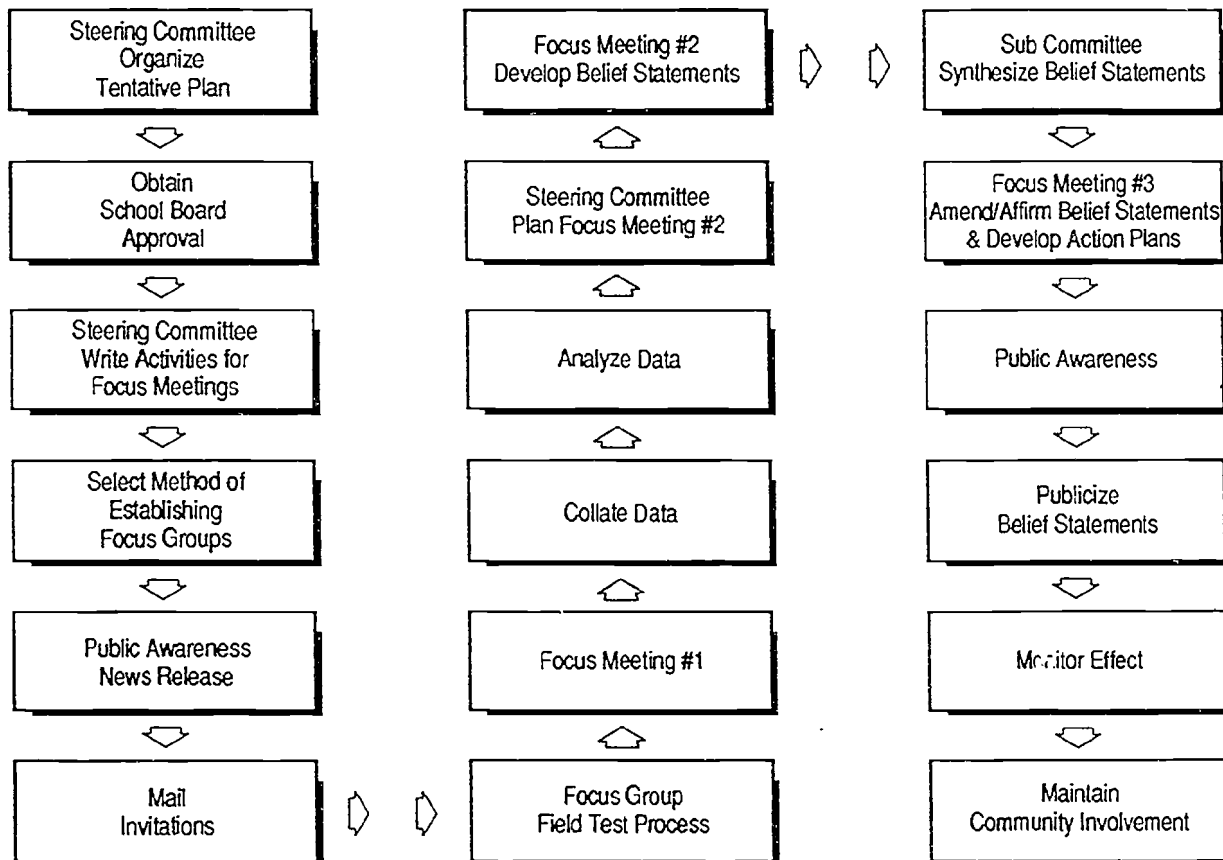 Steering Committee
Organize
Tentative Plan
Obtain
School Board
Approval
Steering Committee
Write Activities for
Focus Meetings
Select Method of
Establishing
Focus Groups
Public Awareness
News Release
Mail
Invitations
Focus Group
Field Test Process
Focus Meeting #1
Collate Data
Analyze Data
Steering Committee
Plan Focus Meeting #2
Focus Meeting #2
Develop Belief Statements
Sub Committee
Synthesize Belief Statements
Focus Meeting #3
Amend/Affirm Belief Statements
& Develop Action Plans
Public Awareness
Publicize
Belief Statements
Monitor Effect
Maintain
Community Involvement